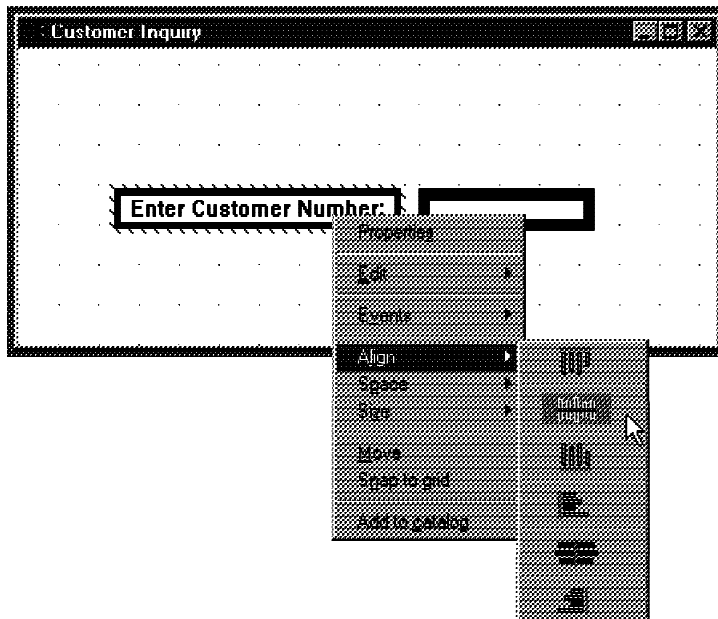 Customer Inquiry
Enter Customer Number:
Properties
Edit
Events
Align
Space
Size
Move
Snap to grid
Add to catalog